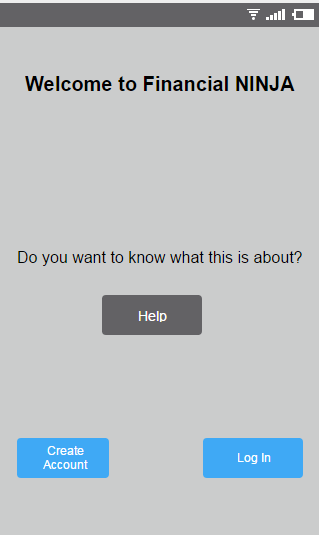 Welcome to Financial NINJA
Do you want to know what this is about?
Help
Create
Account
Log In